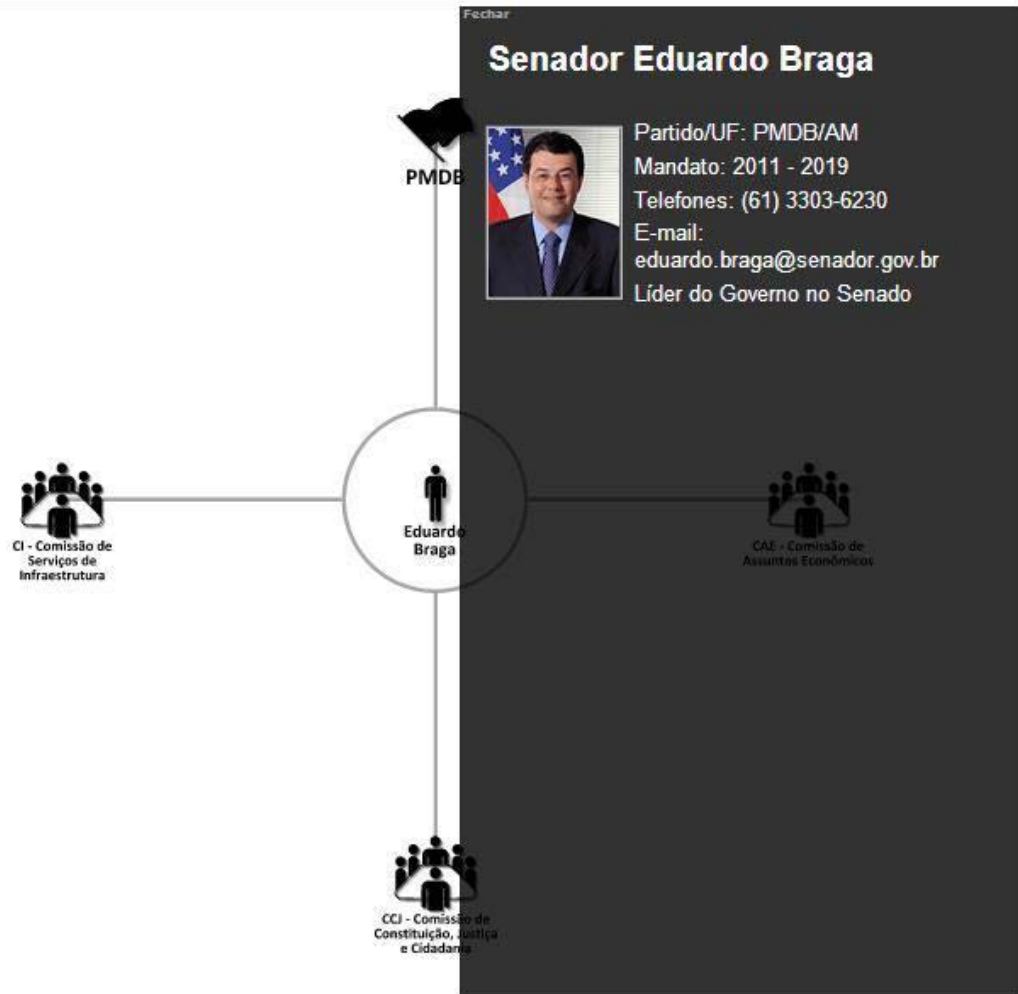 Fechar
Senador Eduardo Braga
Partido/UF: PMDB/AM
Mandato: 2011 - 2019
Telefones: (61) 3303-6230
E-mail:
eduardo.braga@senador.gov.br
Líder do Governo no Senado
PMDB
CI - Comissão de
Serviços de
Infraestrutura
Eduardo
Braga
CAE - Comissão de
Assuntos Econômicos
CCJ - Comissão de
Constituição, Justiça
e Cidadania